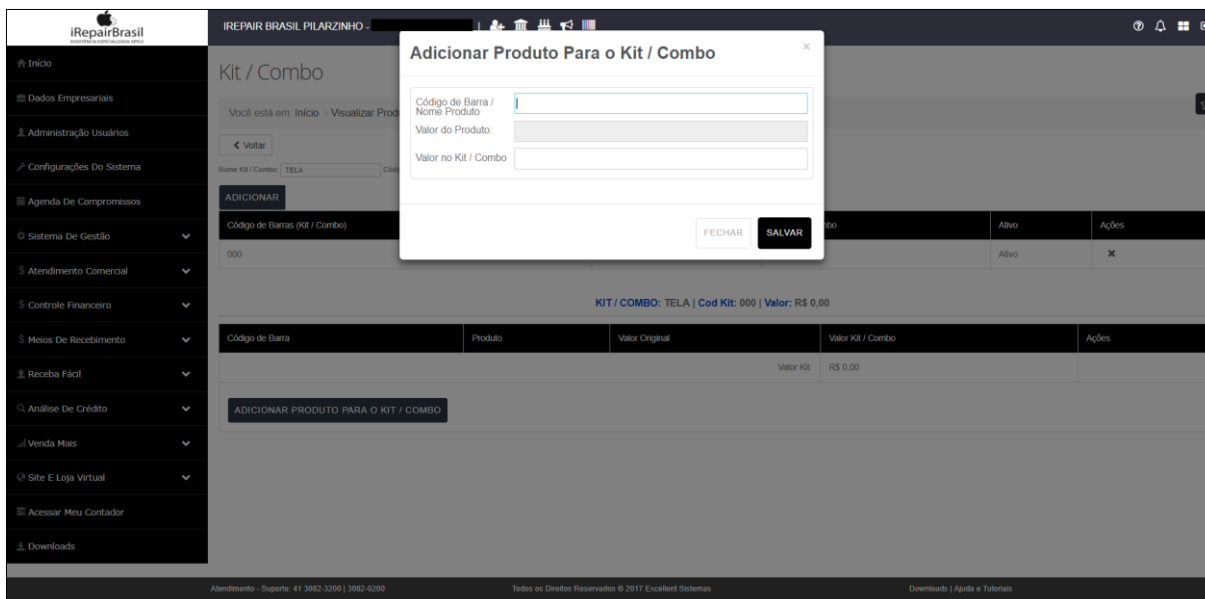 iRepairBrasil
ASSISTÊNCIA ESPECIALIZADA APPLE
IREPAIR BRASIL PILARZINHO -
Adicionar Produto Para o Kit / Combo
×
Código de Barra / Nome Produto
Valor do Produto:
Valor no Kit / Combo
FECHAR
SALVAR
Início
Dados Empresariais
Administração Usuários
Configurações Do Sistema
Agenda De Compromissos
Sistema De Gestão
Atendimento Comercial
Controle Financeiro
Meios De Recebimento
Receba Fácil
Análise De Crédito
Venda Mais
Site E Loja Virtual
Acessar Meu Contador
Downloads
Kit / Combo
Você está em: Início > Visualizar Prod
Voltar
Nome Kit / Combo: TELA
ADICIONAR
Código de Barras (Kit / Combo) Ativo Ações
000 Ativo
KIT / COMBO: TELA | Cod Kit: 000 | Valor: R$ 0,00
Código de Barra Produto Valor Original Valor Kit / Combo Ações
Valor Kit: R$ 0,00
ADICIONAR PRODUTO PARA O KIT / COMBO
Atendimento - Suporte: 41 3082-3200 | 3082-0200 Todos os Direitos Reservados © 2017 Excellent Sistemas Downloads | Ajuda e Tutoriais